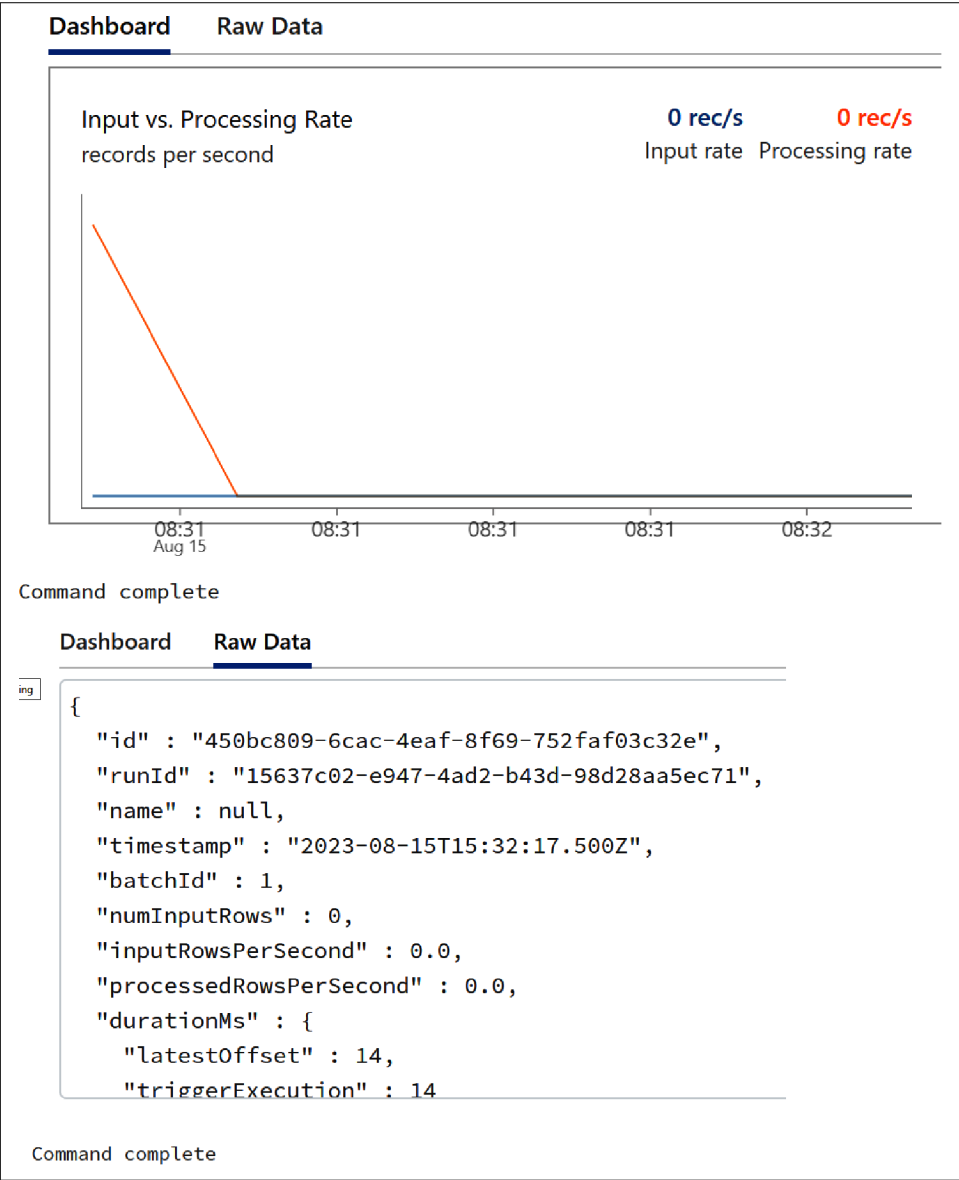 Dashboard Raw Data
Input vs. Processing Rate
records per second
0 rec/s 0 rec/s
Input rate Processing rate
08:31 08:31 08:31 08:31 08:32
Aug 15
Command complete
Dashboard Raw Data
ing
{
"id" : "450bc809-6cac-4eaf-8f69-752faf03c32e",
"runId" : "15637c02-e947-4ad2-b43d-98d28aa5ec71",
"name" : null,
"timestamp" : "2023-08-15T15:32:17.500Z",
"batchId" : 1,
"numInputRows" : 0,
"inputRowsPerSecond" : 0.0,
"processedRowsPerSecond" : 0.0,
"durationMs" : {
"latestOffset" : 14,
"triggerExecution" : 14
Command complete